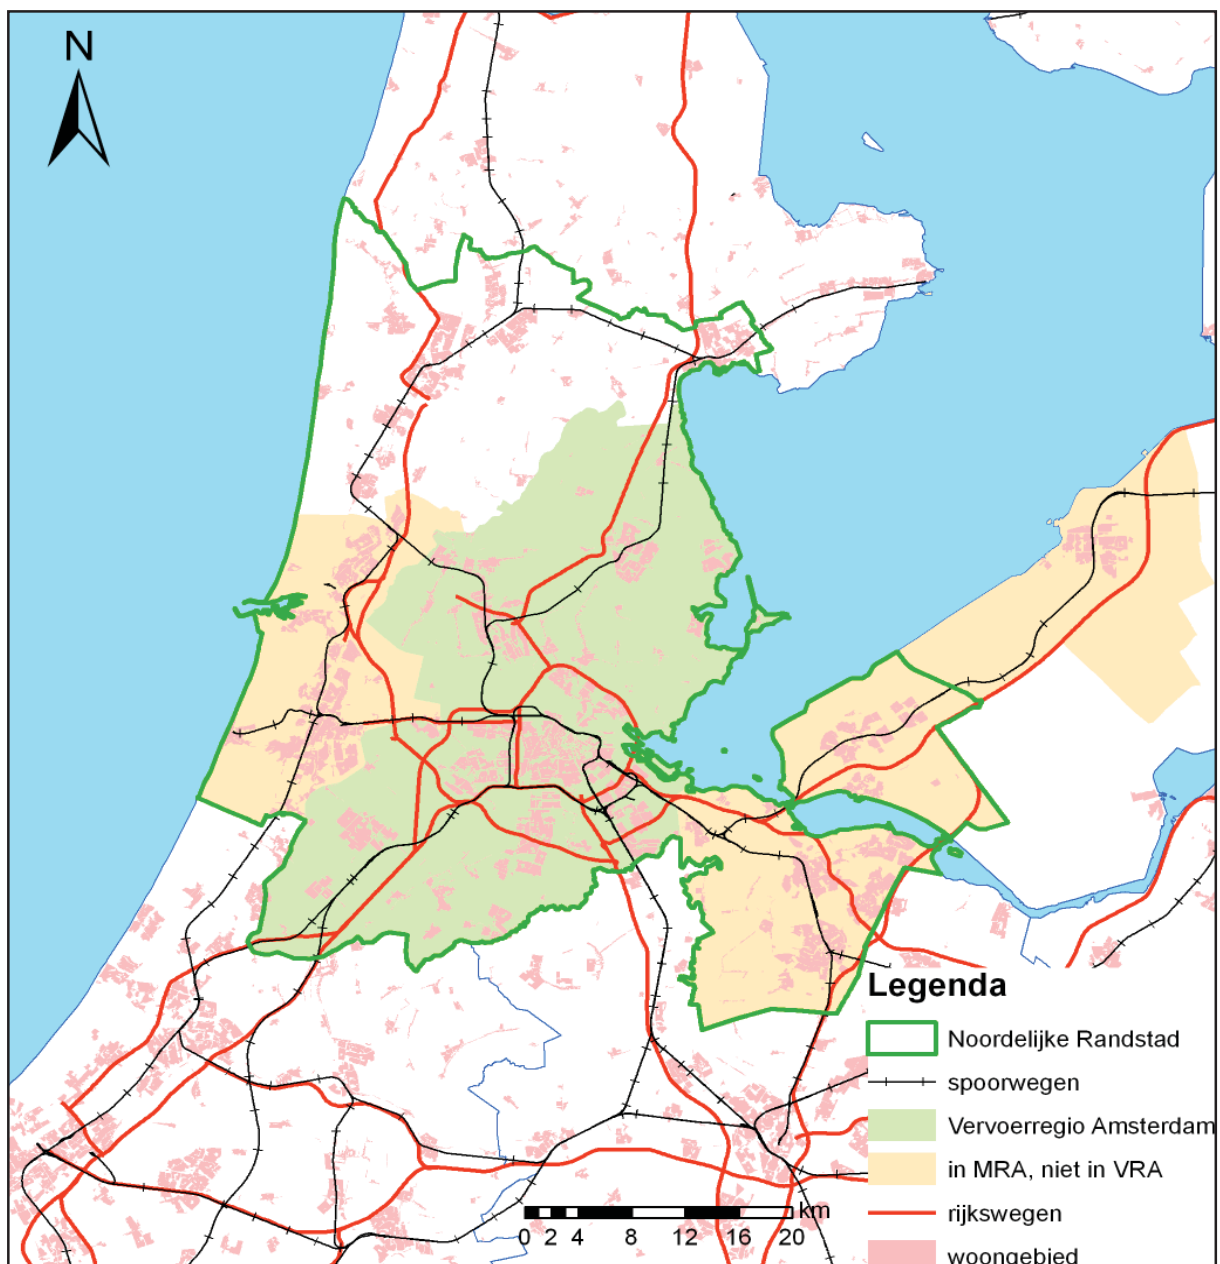 N
Legenda
Noordelijke Randstad
spoorwegen
Vervoerregio Amsterdam
in MRA, niet in VRA
rijkswegen
woongebied
km
0 2 4 8 12 16 20